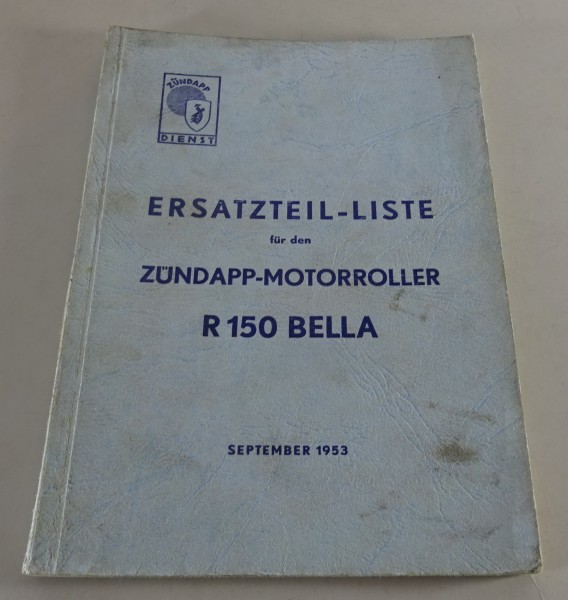 ZÜNDAPP
DIENST
ERSATZTEIL-LISTE
für den
ZÜNDAPP-MOTORROLLER
R 150 BELLA
SEPTEMBER 1953